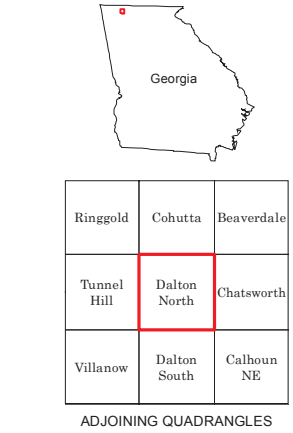 Georgia
Ringgold
Cohutta
Beaverdale
Tunnel
Hill
Dalton
North
Chatsworth
Villanow
Dalton
South
Calhoun
NE
ADJOINING QUADRANGLES